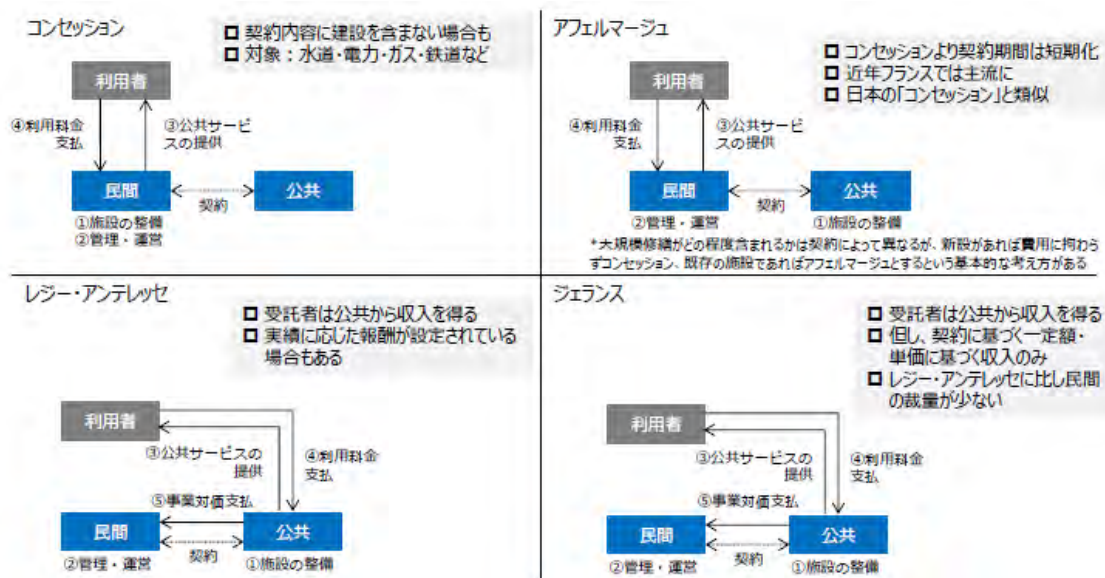 コンセッション
□ 契約内容に建設を含まない場合も
□ 対象：水道・電力・ガス・鉄道など
利用者
④利用料金
支払
③公共サービ
スの提供
民間
公共
契約
①施設の整備
②管理・運営
アフェルマージュ
□ コンセッションより契約期間は短期化
□ 近年フランスでは主流に
□ 日本の「コンセッション」と類似
利用者
④利用料金
支払
③公共サービ
スの提供
民間
公共
契約
②管理・運営
①施設の整備
*大規模修繕がどの程度含まれるかは契約によって異なるが、新設があれば費用に拘わら
ずコンセッション、既存の施設であればアフェルマージュとするという基本的な考え方がある
レジー・アンテレッセ
□ 受託者は公共から収入を得る
□ 実績に応じた報酬が設定されている
場合もある
利用者
③公共サービスの
提供
④利用料金
支払
⑤事業対価支払
民間
公共
契約
②管理・運営
①施設の整備
ジェランス
□ 受託者は公共から収入を得る
□ 但し、契約に基づく一定額・
単価に基づく収入のみ
□ レジー・アンテレッセに比し民間
の裁量が少ない
利用者
③公共サービスの
提供
④利用料金
支払
⑤事業対価支払
民間
公共
契約
②管理・運営
①施設の整備